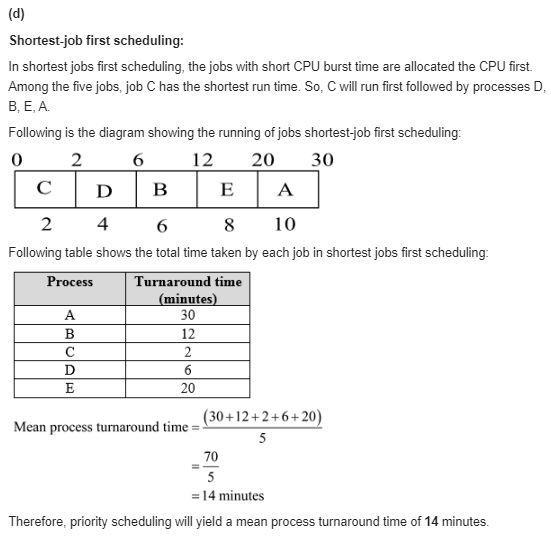 (d)
Shortest-job first scheduling:
In shortest jobs first scheduling, the jobs with short CPU burst time are allocated the CPU first.
Among the five jobs, job C has the shortest run time. So, C will run first followed by processes D,
B, E, A.
Following is the diagram showing the running of jobs shortest-job first scheduling:
0 2 6 12 20 30
C D B E A
2 4 6 8 10
Following table shows the total time taken by each job in shortest jobs first scheduling:
Process Turnaround time
(minutes)
A 30
B 12
C 2
D 6
E 20
Mean process turnaround time = (30+12+2+6+20)
5
= 70
5
= 14 minutes
Therefore, priority scheduling will yield a mean process turnaround time of 14 minutes.